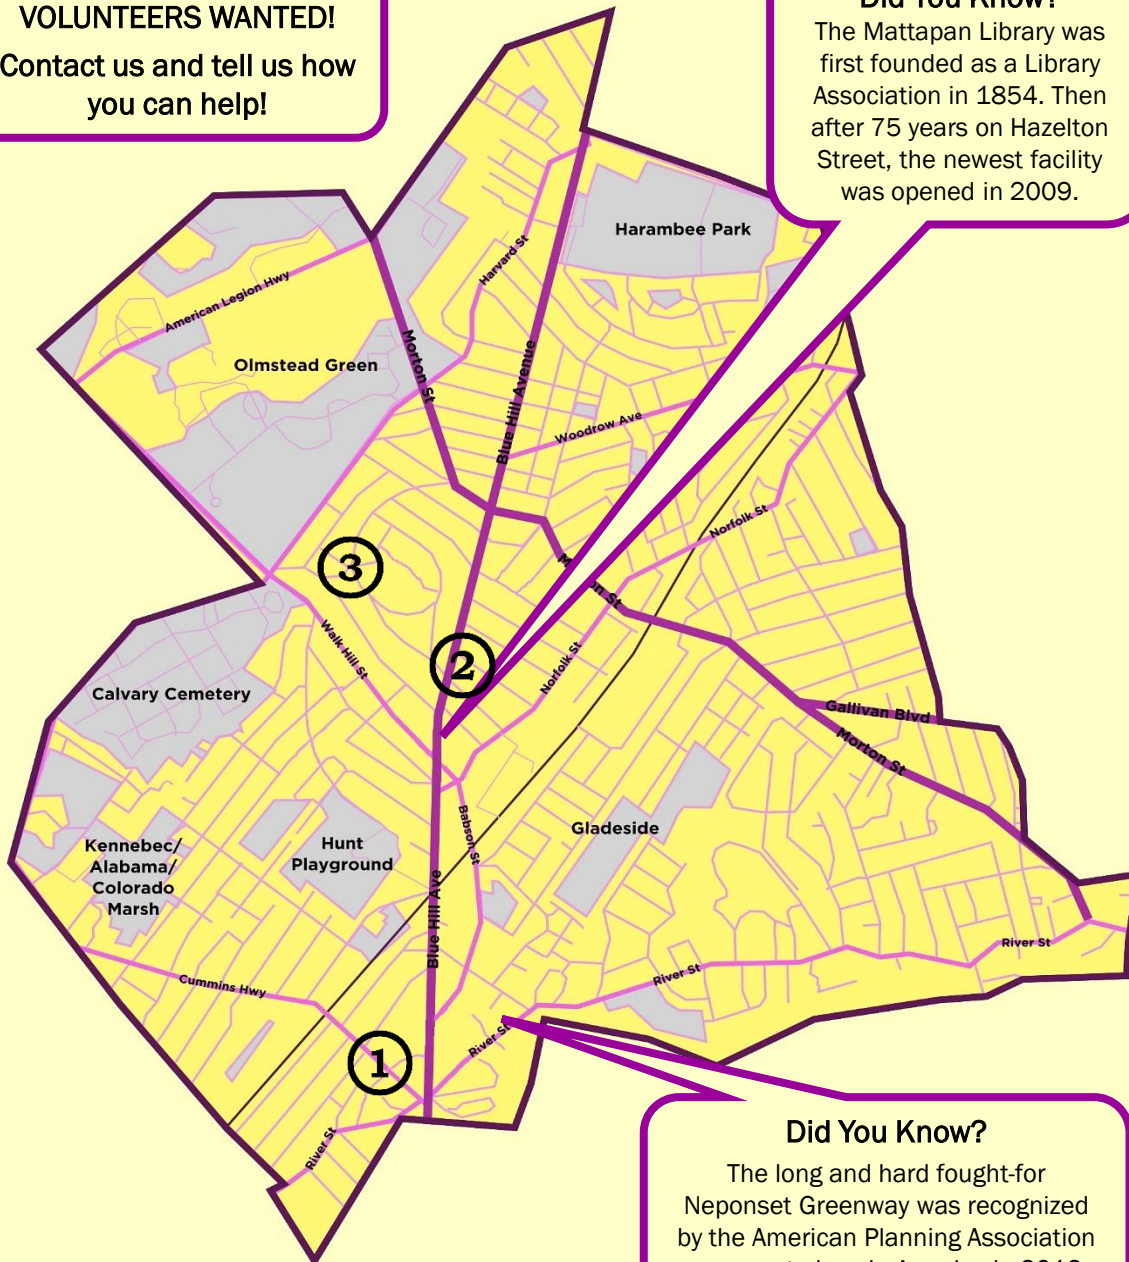 VOLUNTEERS WANTED!
Contact us and tell us how
you can help!
Did You Know?
The Mattapan Library was
first founded as a Library
Association in 1854. Then
after 75 years on Hazelton
Street, the newest facility
was opened in 2009.
Harambee Park
Harvard St
American Legion Hwy
Olmstead Green
Morton St
Blue Hill Avenue
Woodrow Ave
Norfolk St
3
Walk Hill St
2
Norfolk St
Calvary Cemetery
Gallivan Blvd
Morton St
Gladeside
Babson St
Hunt
Playground
Kennebec/
Alabama/
Colorado
Marsh
Blue Hill Ave
River St
River St
Cummins Hwy
River St
1
River St
Did You Know?
The long and hard fought-for
Neponset Greenway was recognized
by the American Planning Association